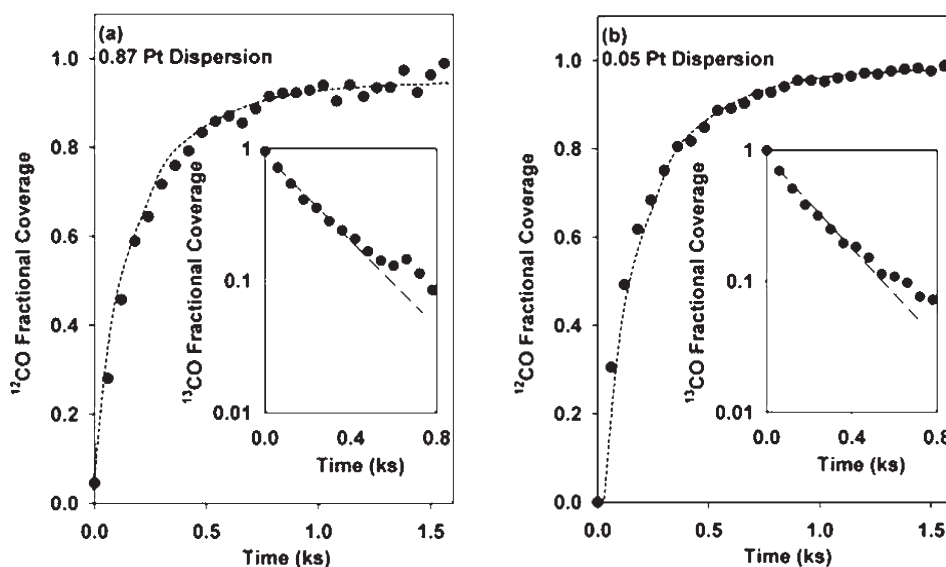 (a)
0.87 Pt Dispersion
1.0
0.8
0.6
0.4
0.2
0.0
¹²CO Fractional Coverage
0.0 0.5 1.0 1.5
Time (ks)
1
0.1
0.01
¹³CO Fractional Coverage
0.0 0.4 0.8
Time (ks)
(b)
0.05 Pt Dispersion
1.0
0.8
0.6
0.4
0.2
0.0
¹²CO Fractional Coverage
0.0 0.5 1.0 1.5
Time (ks)
1
0.1
0.01
¹³CO Fractional Coverage
0.0 0.4 0.8
Time (ks)